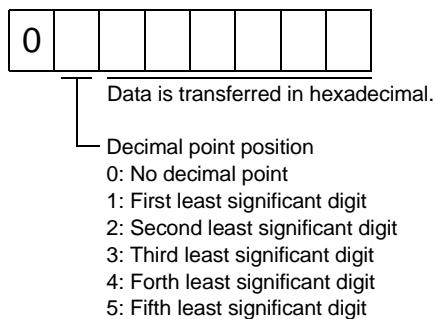 0
Data is transferred in hexadecimal.
Decimal point position
0: No decimal point
1: First least significant digit
2: Second least significant digit
3: Third least significant digit
4: Forth least significant digit
5: Fifth least significant digit